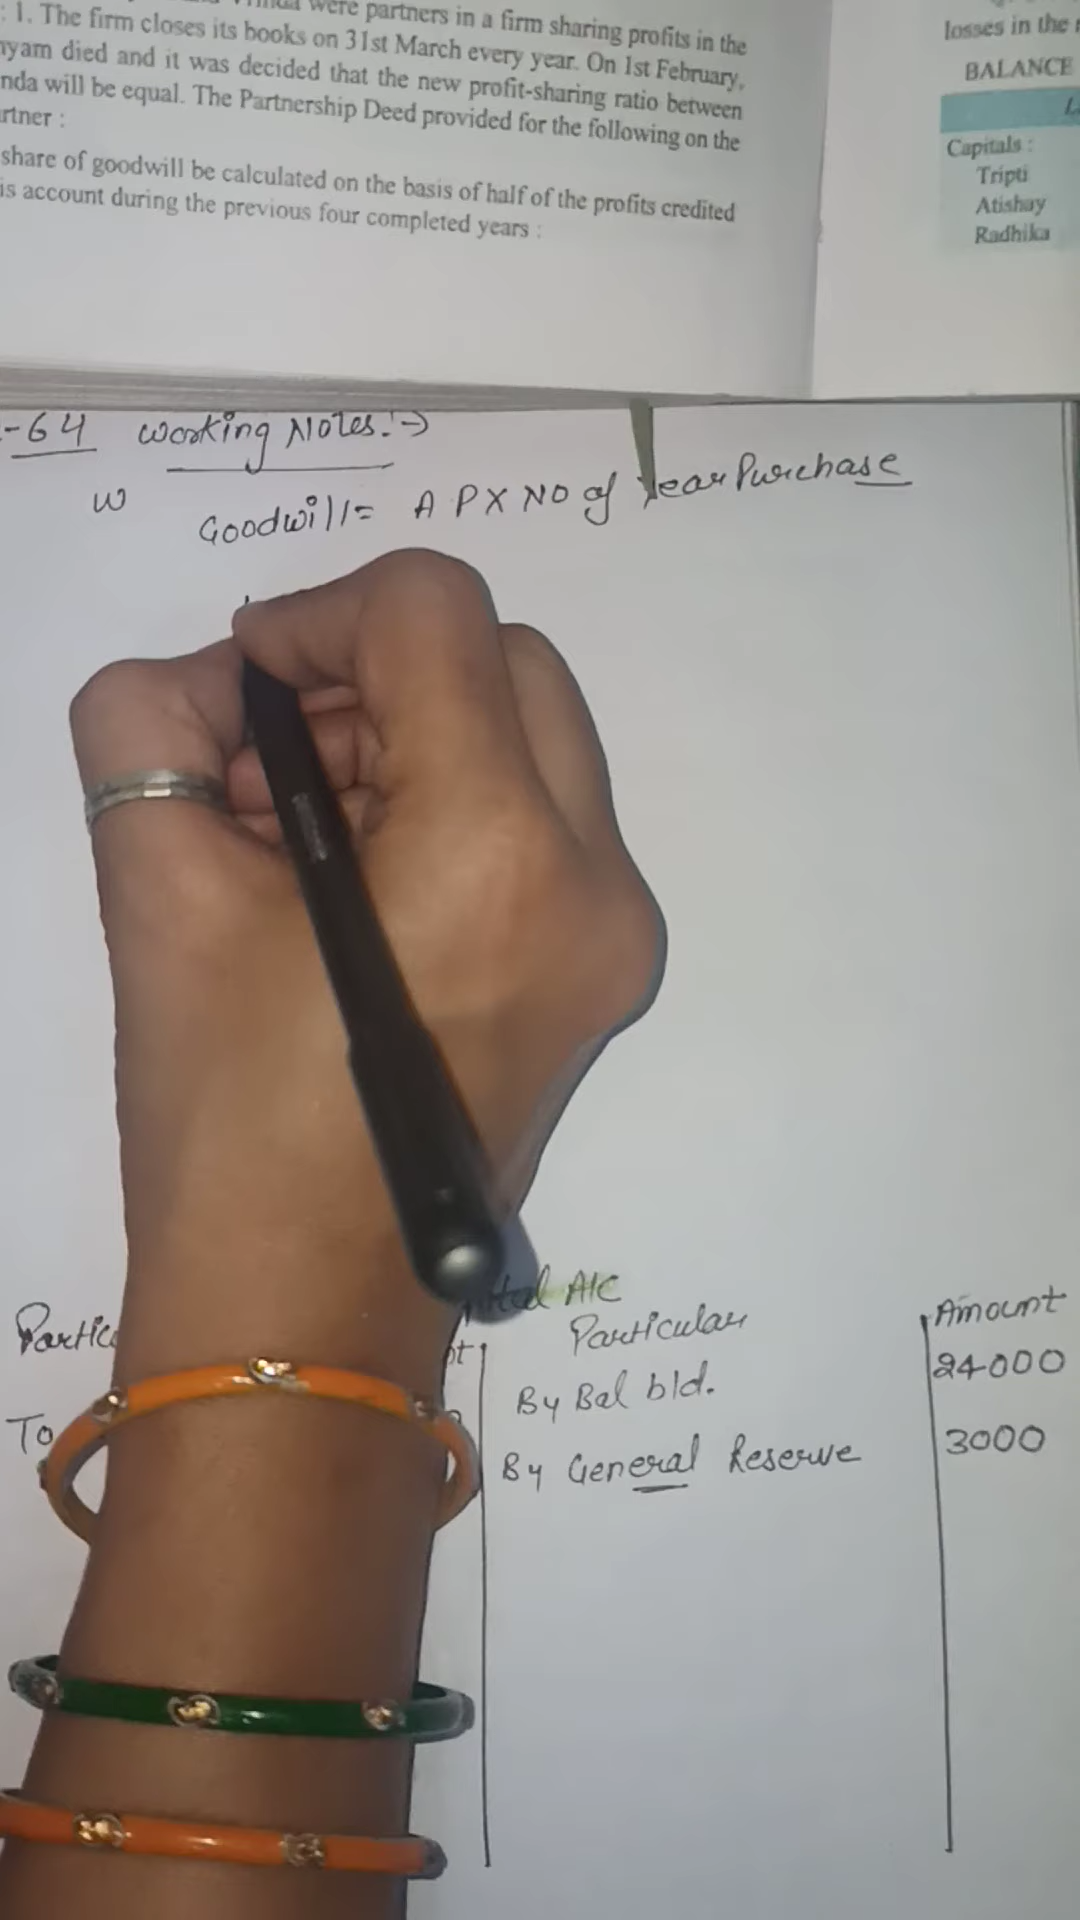 were partners in a firm sharing profits in the
: 1. The firm closes its books on 31st March every year. On 1st February,
yam died and it was decided that the new profit-sharing ratio between
nda will be equal. The Partnership Deed provided for the following on the
rtner :
share of goodwill be calculated on the basis of half of the profits credited
is account during the previous four completed years :
losses in the
BALANCE
Capitals :
Tripti
Atishay
Radhika
-64 Working Notes:→
Goodwill = A P X NO of Year Purchase
A/C
Particular
Amount
By Bal b/d.
24000
To
By General Reserve
3000